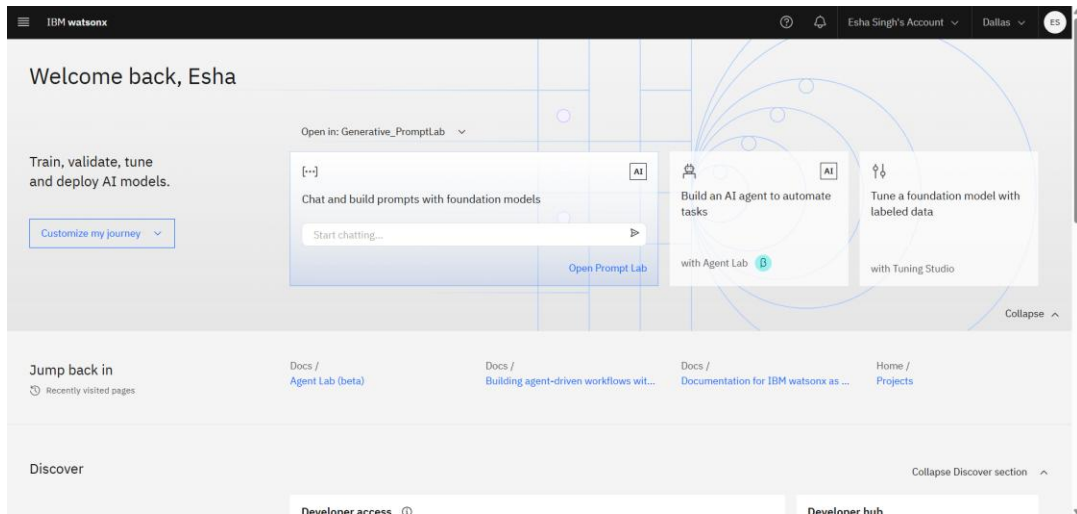 IBM watsonx
Esha Singh's Account
Dallas
ES
Welcome back, Esha
Open in: Generative_PromptLab
Train, validate, tune
and deploy AI models.
Customize my journey
[...]
AI
Chat and build prompts with foundation models
Start chatting...
Open Prompt Lab
AI
Build an AI agent to automate
tasks
with Agent Lab β
Tune a foundation model with
labeled data
with Tuning Studio
Collapse
Jump back in
Recently visited pages
Docs /
Agent Lab (beta)
Docs /
Building agent-driven workflows wit...
Docs /
Documentation for IBM watsonx as ...
Home /
Projects
Discover
Collapse Discover section
Developer access
Developer hub